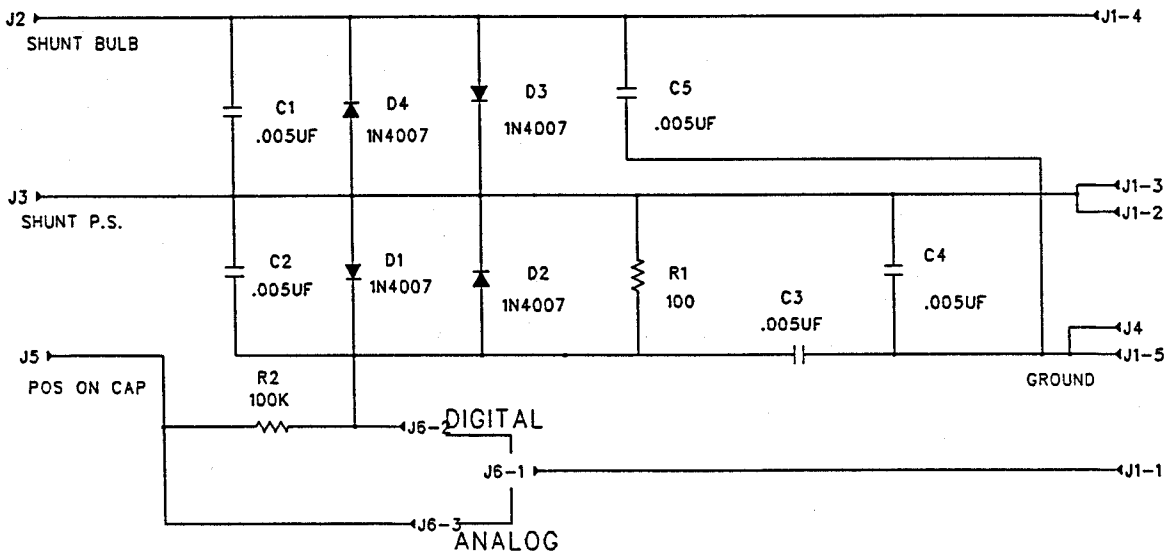 J2
J1-4
SHUNT BULB
C1
.005UF
D4
1N4007
D3
1N4007
C5
.005UF
J3
SHUNT P.S.
J1-3
J1-2
C2
.005UF
D1
1N4007
D2
1N4007
R1
100
C3
.005UF
C4
.005UF
J4
J5
J1-5
POS ON CAP
GROUND
R2
100K
J6-2
DIGITAL
J6-1
J1-1
J6-3
ANALOG